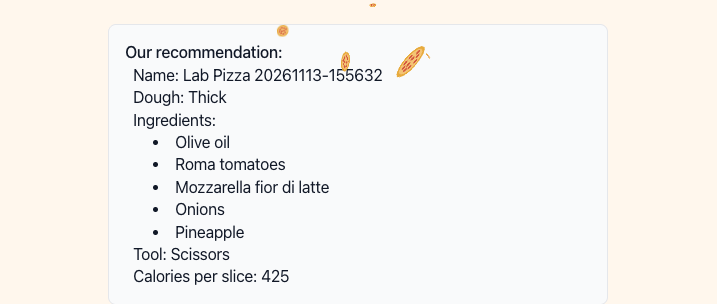 Our recommendation:
Name: Lab Pizza 20261113-155632
Dough: Thick
Ingredients:
• Olive oil
• Roma tomatoes
• Mozzarella fior di latte
• Onions
• Pineapple
Tool: Scissors
Calories per slice: 425